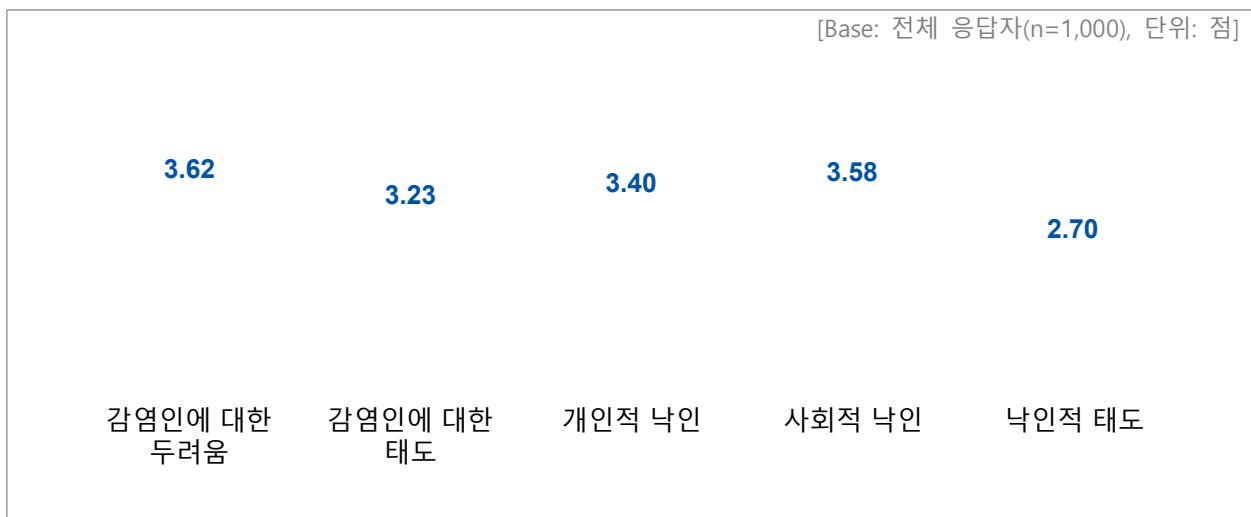 [Base: 전체 응답자(n=1,000), 단위: 점]
3.62
3.23
3.40
3.58
2.70
감염인에 대한
두려움
감염인에 대한
태도
개인적 낙인
사회적 낙인
낙인적 태도